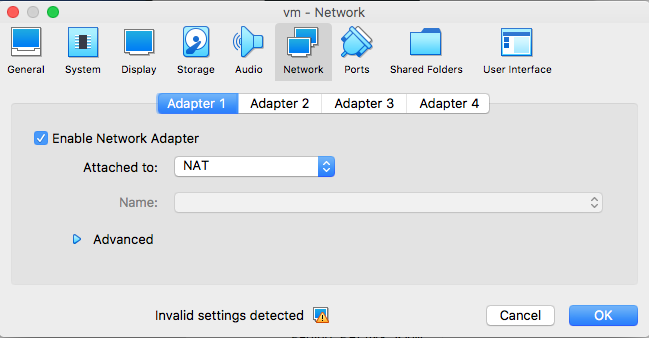 vm - Network
General System Display Storage Audio Network Ports Shared Folders User Interface
Adapter 1 Adapter 2 Adapter 3 Adapter 4
Enable Network Adapter
Attached to: NAT
Name:
Advanced
Invalid settings detected Cancel OK